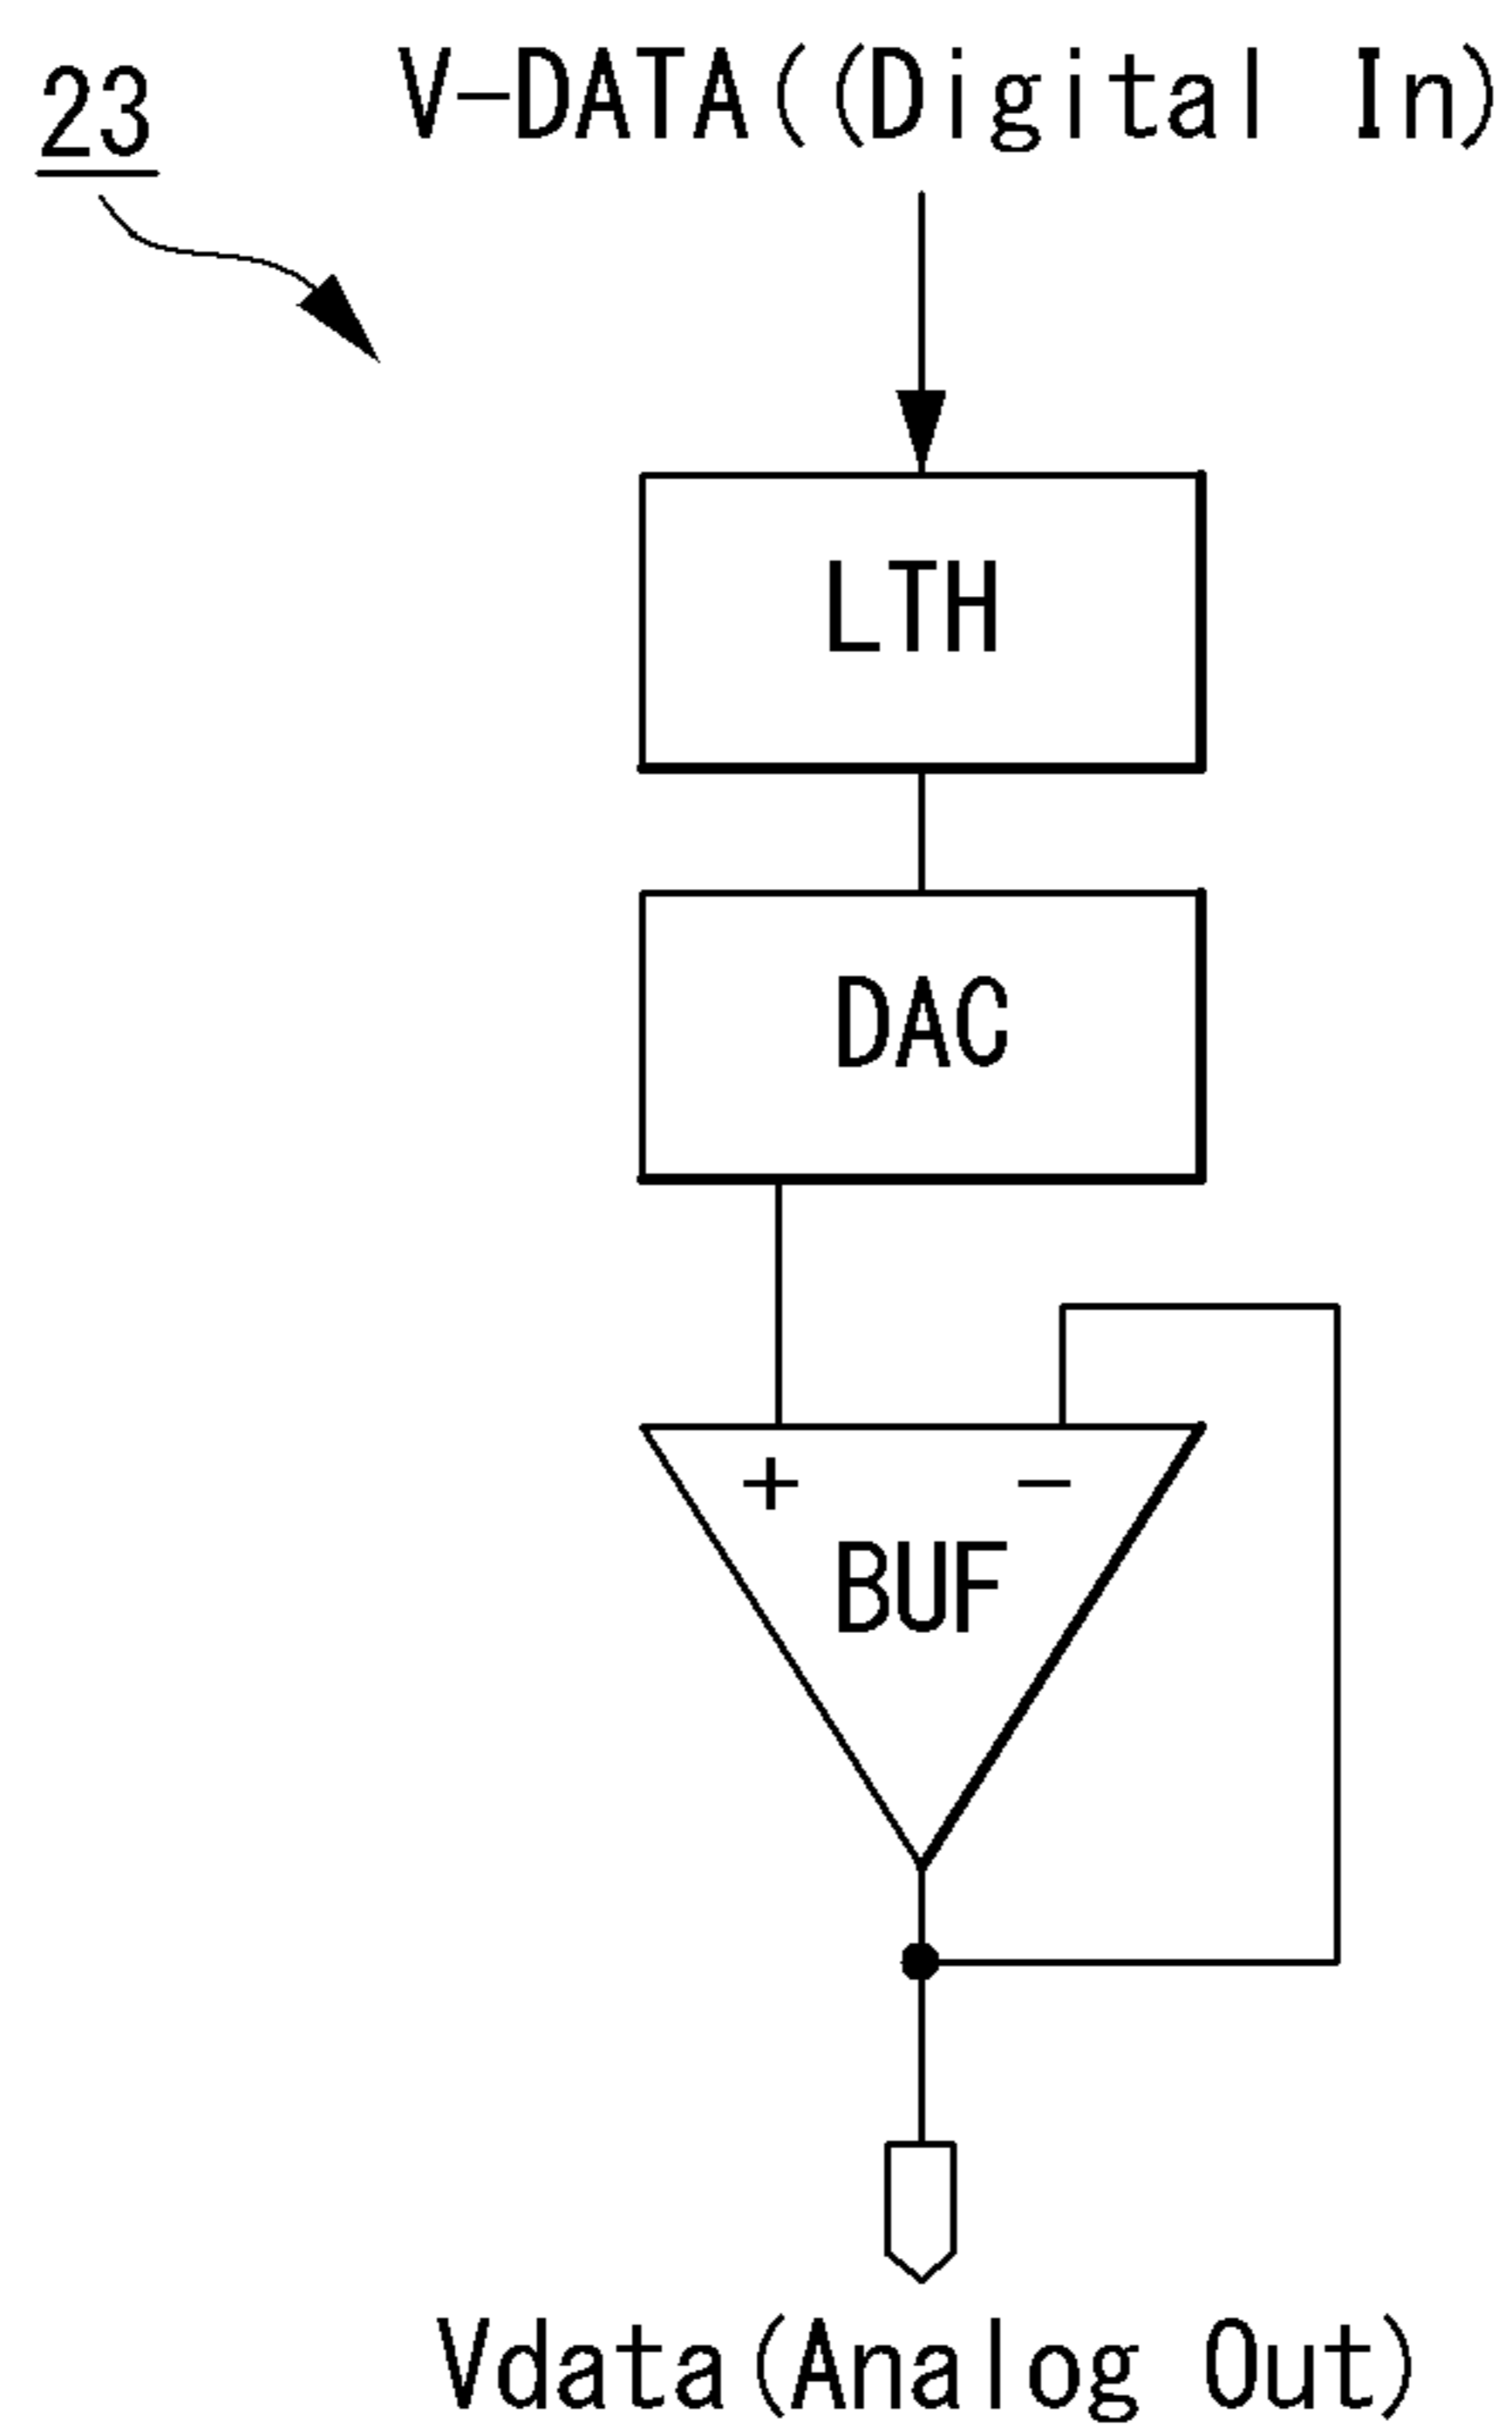 23
V-DATA((Digital In)
LTH
DAC
+ −
BUF
Vdata(Analog Out)